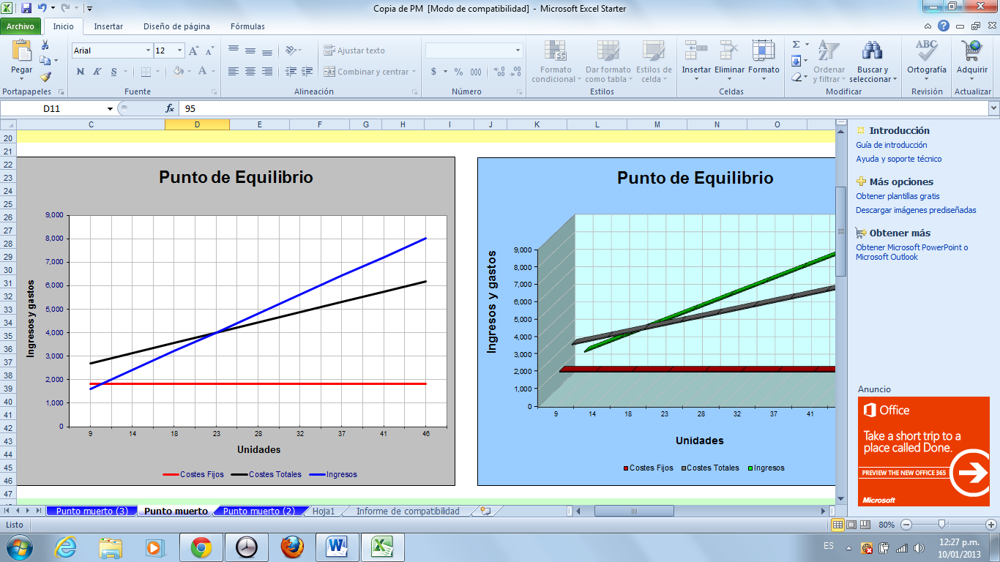 Copia de PM [Modo de compatibilidad] - Microsoft Excel Starter
Archivo Inicio Insertar Diseño de página Fórmulas
Pegar
Portapapeles
Arial 12
N K S
Fuente
Ajustar texto
Combinar y centrar
Alineación
$ % 000
Número
Formato condicional
Dar formato como tabla
Estilos de celda
Estilos
Insertar Eliminar Formato
Celdas
Ordenar y filtrar
Buscar y seleccionar
Modificar
ABC
Ortografía
Revisión
Adquirir
Actualizar
D11 fx 95
C D E F G H I J K L M N O
20
21
22
23
24
25
26
27
28
29
30
31
32
33
34
35
36
37
38
39
40
41
42
43
44
45
46
47
Punto de Equilibrio
Ingresos y gastos
9,000
8,000
7,000
6,000
5,000
4,000
3,000
2,000
1,000
0
9 14 18 23 28 32 37 41 46
Unidades
Costes Fijos Costes Totales Ingresos
Punto de Equilibrio
Ingresos y gastos
9,000
8,000
7,000
6,000
5,000
4,000
3,000
2,000
1,000
0
9 14 18 23 28 32 37 41
Unidades
Costes Fijos Costes Totales Ingresos
Introducción
Guía de introducción
Ayuda y soporte técnico
Más opciones
Obtener plantillas gratis
Descargar imágenes prediseñadas
Obtener más
Obtener Microsoft PowerPoint o
Microsoft Outlook
Anuncio
Office
Take a short trip to a
place called Done.
PREVIEW THE NEW OFFICE 365
Microsoft
Punto muerto (3) Punto muerto Punto muerto (2) Hoja1 Informe de compatibilidad
Listo 80%
ES 12:27 p.m.
10/01/2013